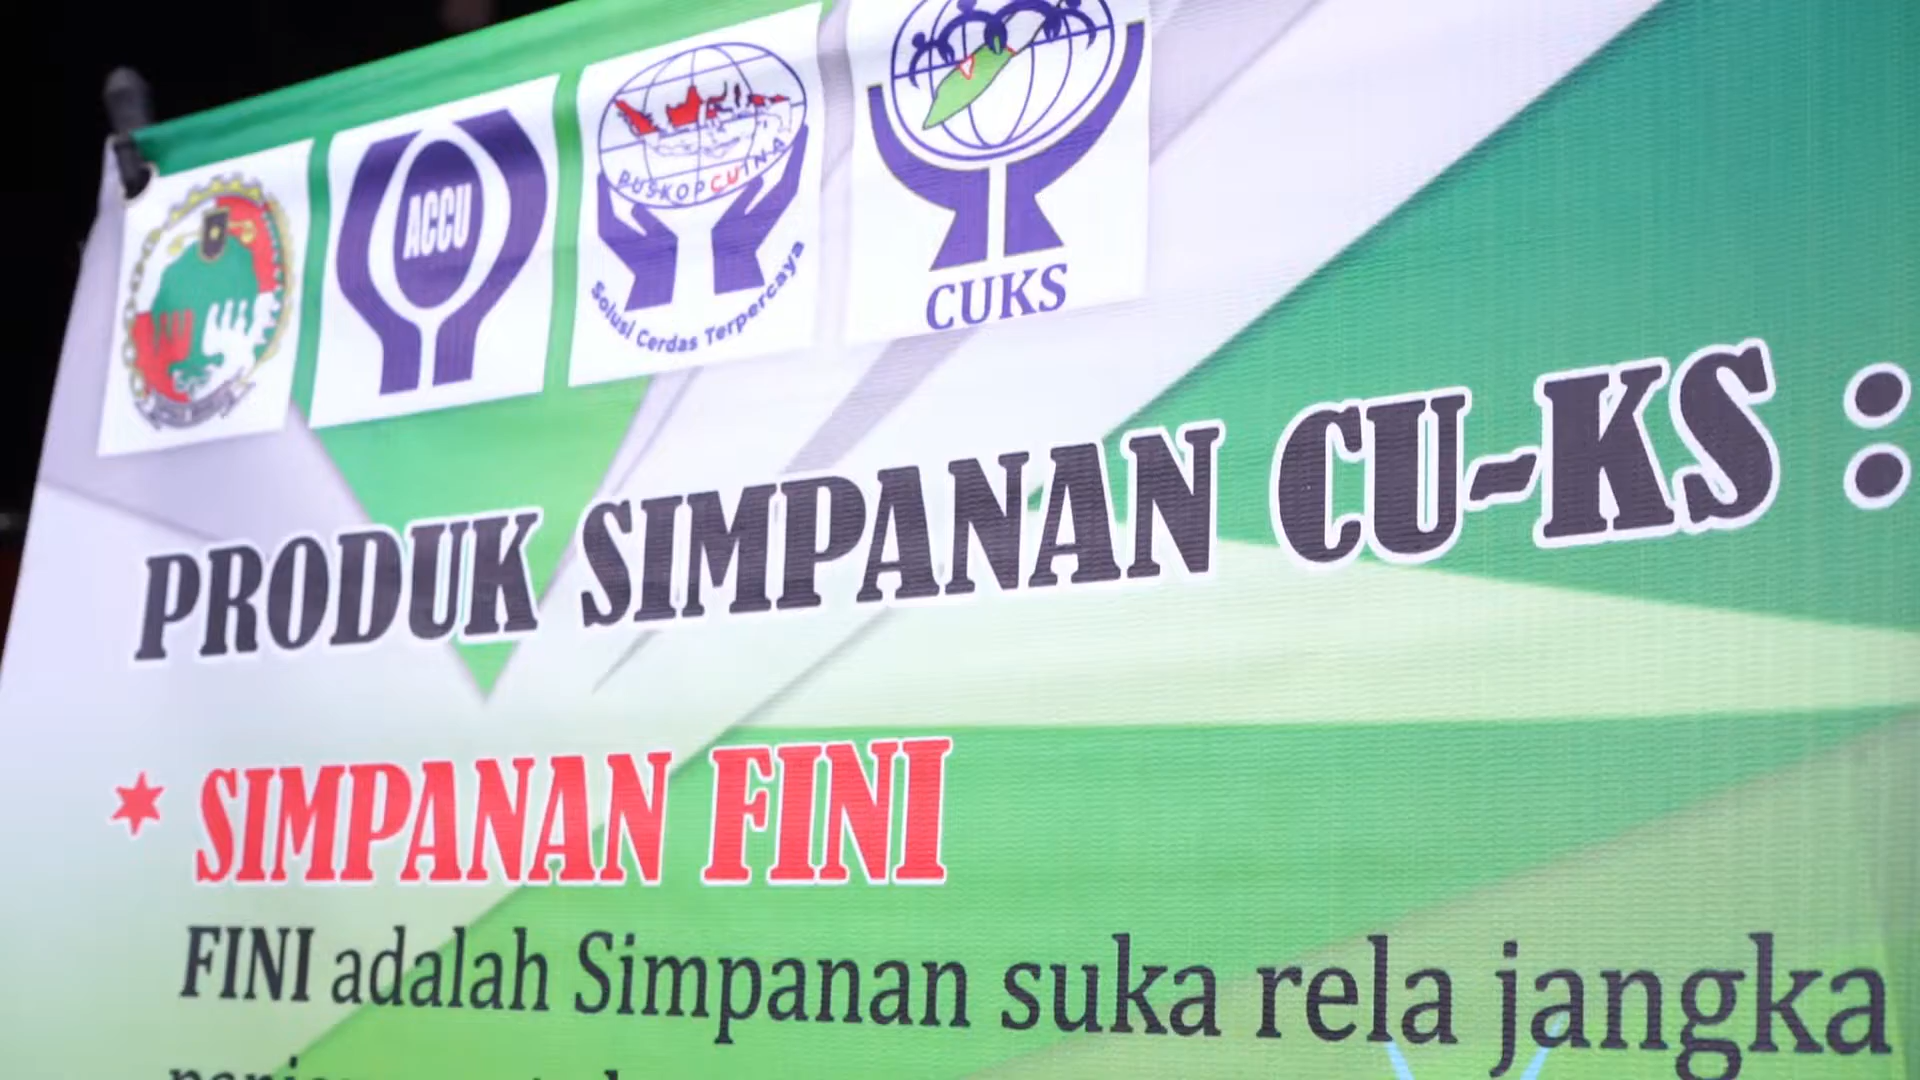 ACCU
PUSKOPCUINA
Solusi Cerdas Terpercaya
CUKS
PRODUK SIMPANAN CU-KS :
* SIMPANAN FINI
FINI adalah Simpanan suka rela jangka